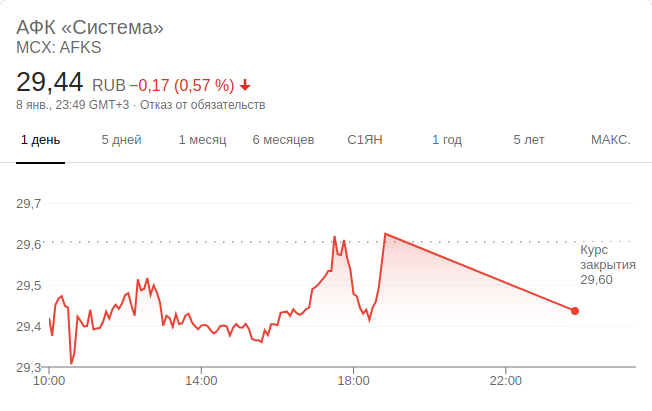 АФК «Система»
MCX: AFKS
29,44 RUB −0,17 (0,57 %)
8 янв., 23:49 GMT+3 · Отказ от обязательств
1 день 5 дней 1 месяц 6 месяцев С1ЯН 1 год 5 лет МАКС.
29,7
29,6
Курс
закрытия
29,60
29,5
29,4
29,3
10:00 14:00 18:00 22:00